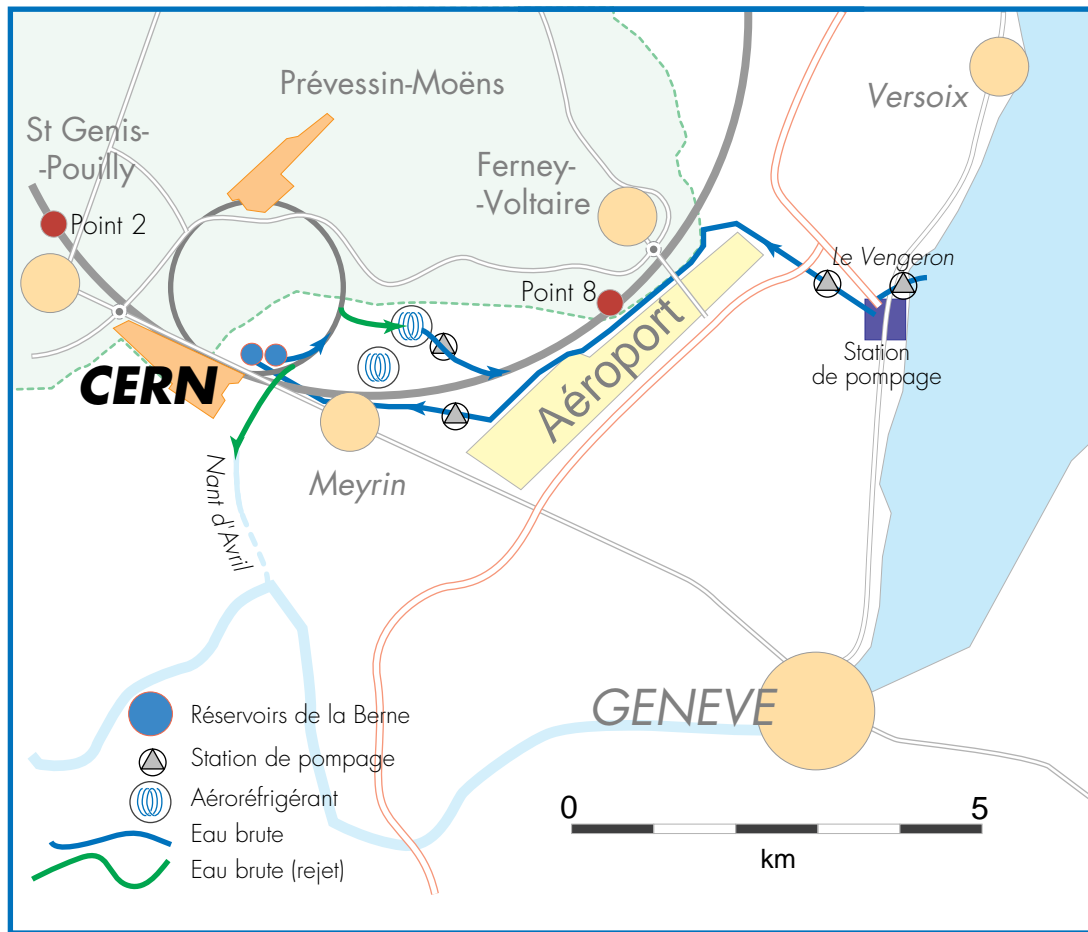 Prévessin-Moëns
Versoix
St Genis-
-Pouilly
Ferney-
-Voltaire
Point 2
Le Vengeron
Point 8
Station
de pompage
Aéroport
CERN
Meyrin
Nant d'Avril
GENEVE
Réservoirs de la Berne
Station de pompage
Aéroréfrigérant
Eau brute
Eau brute (rejet)
0 5
km